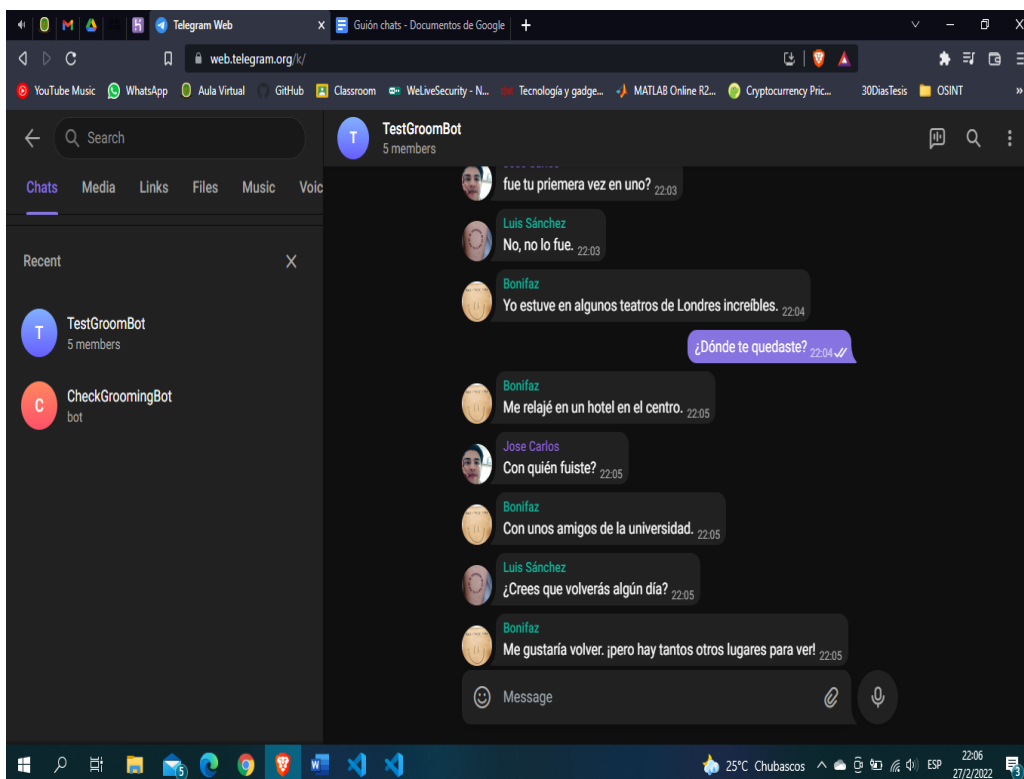 Telegram Web
Guión chats - Documentos de Google
web.telegram.org/k/
YouTube Music
WhatsApp
Aula Virtual
GitHub
Classroom
WeLiveSecurity - N...
Tecnología y gadge...
MATLAB Online R2...
Cryptocurrency Pric...
30DiasTesis
OSINT
»
Search
Chats
Media
Links
Files
Music
Voic
Recent
T
TestGroomBot
5 members
C
CheckGroomingBot
bot
T
TestGroomBot
5 members
fue tu priemera vez en uno? 22:03
Luis Sánchez
No, no lo fue. 22:03
Bonifaz
Yo estuve en algunos teatros de Londres increíbles. 22:04
¿Dónde te quedaste? 22:04
Bonifaz
Me relajé en un hotel en el centro. 22:05
Jose Carlos
Con quién fuiste? 22:05
Bonifaz
Con unos amigos de la universidad. 22:05
Luis Sánchez
¿Crees que volverás algún día? 22:05
Bonifaz
Me gustaría volver. ¡pero hay tantos otros lugares para ver! 22:05
Message
25°C Chubascos
ESP
22:06
27/2/2022